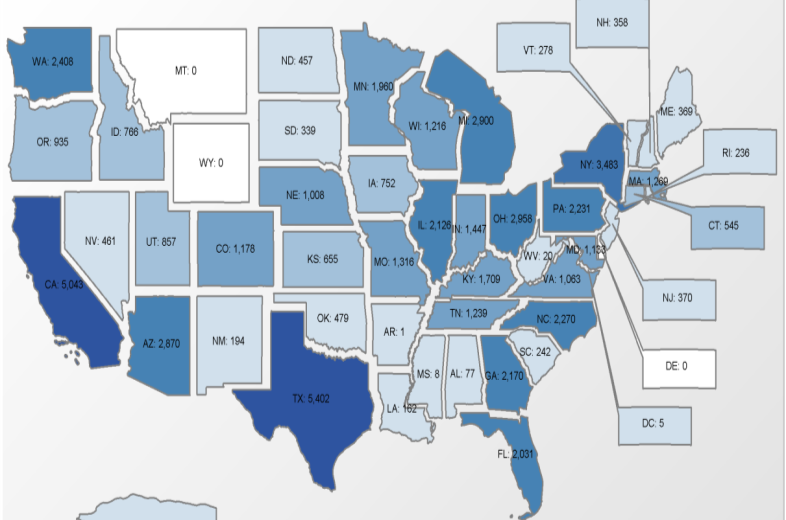 NH: 358
VT: 278
WA: 2,408
MT: 0
ND: 457
MN: 1,960
ME: 369
MI: 2,900
WI: 1,216
ID: 766
OR: 935
SD: 339
RI: 236
WY: 0
NY: 3,483
MA: 1,269
IA: 752
NE: 1,008
PA: 2,231
OH: 2,958
IL: 2,126
IN: 1,447
CT: 545
NV: 461
UT: 857
CO: 1,178
KS: 655
MO: 1,316
WV: 20
MD: 1,133
KY: 1,709
VA: 1,063
CA: 5,043
NJ: 370
TN: 1,239
NC: 2,270
OK: 479
AR: 1
AZ: 2,870
NM: 194
SC: 242
DE: 0
MS: 8
AL: 77
GA: 2,170
TX: 5,402
LA: 162
DC: 5
FL: 2,031